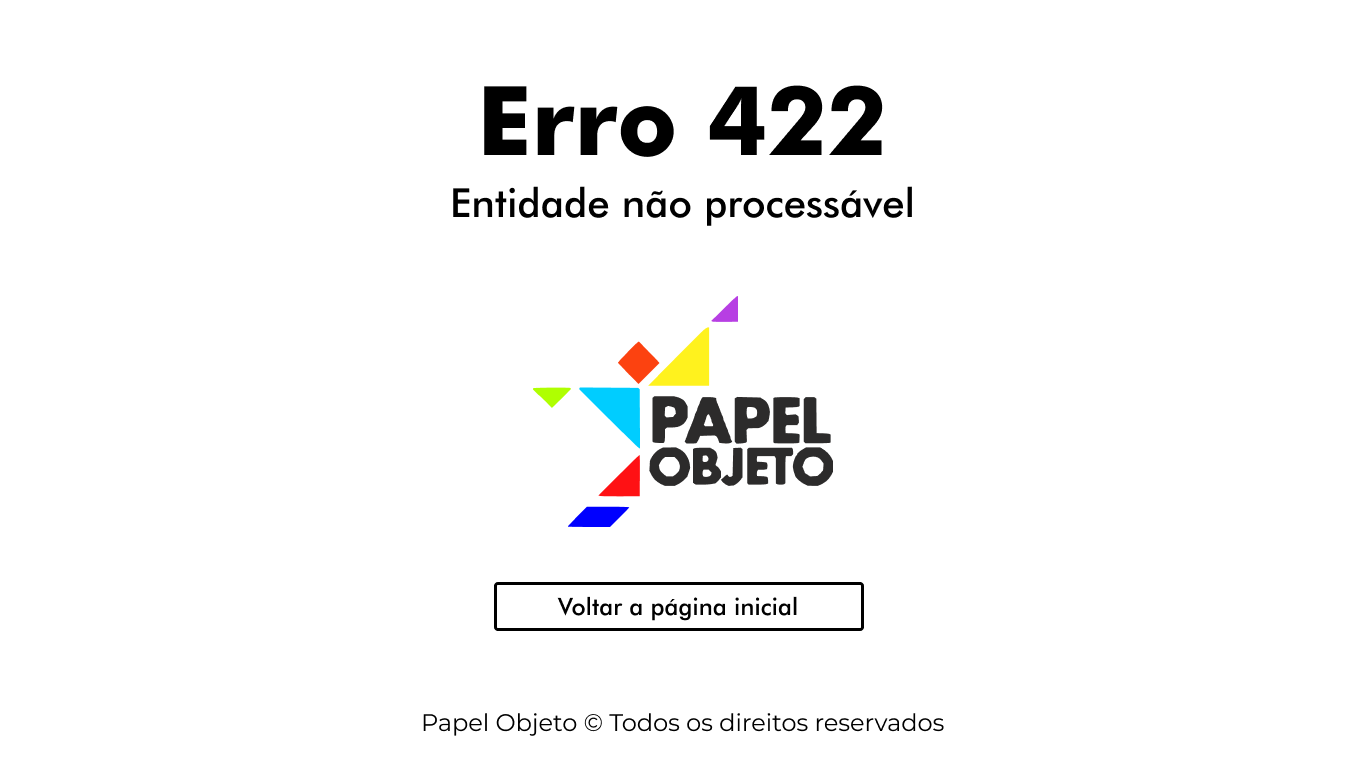 Erro 422
Entidade não processável
PAPEL
OBJETO
Voltar a página inicial
Papel Objeto © Todos os direitos reservados